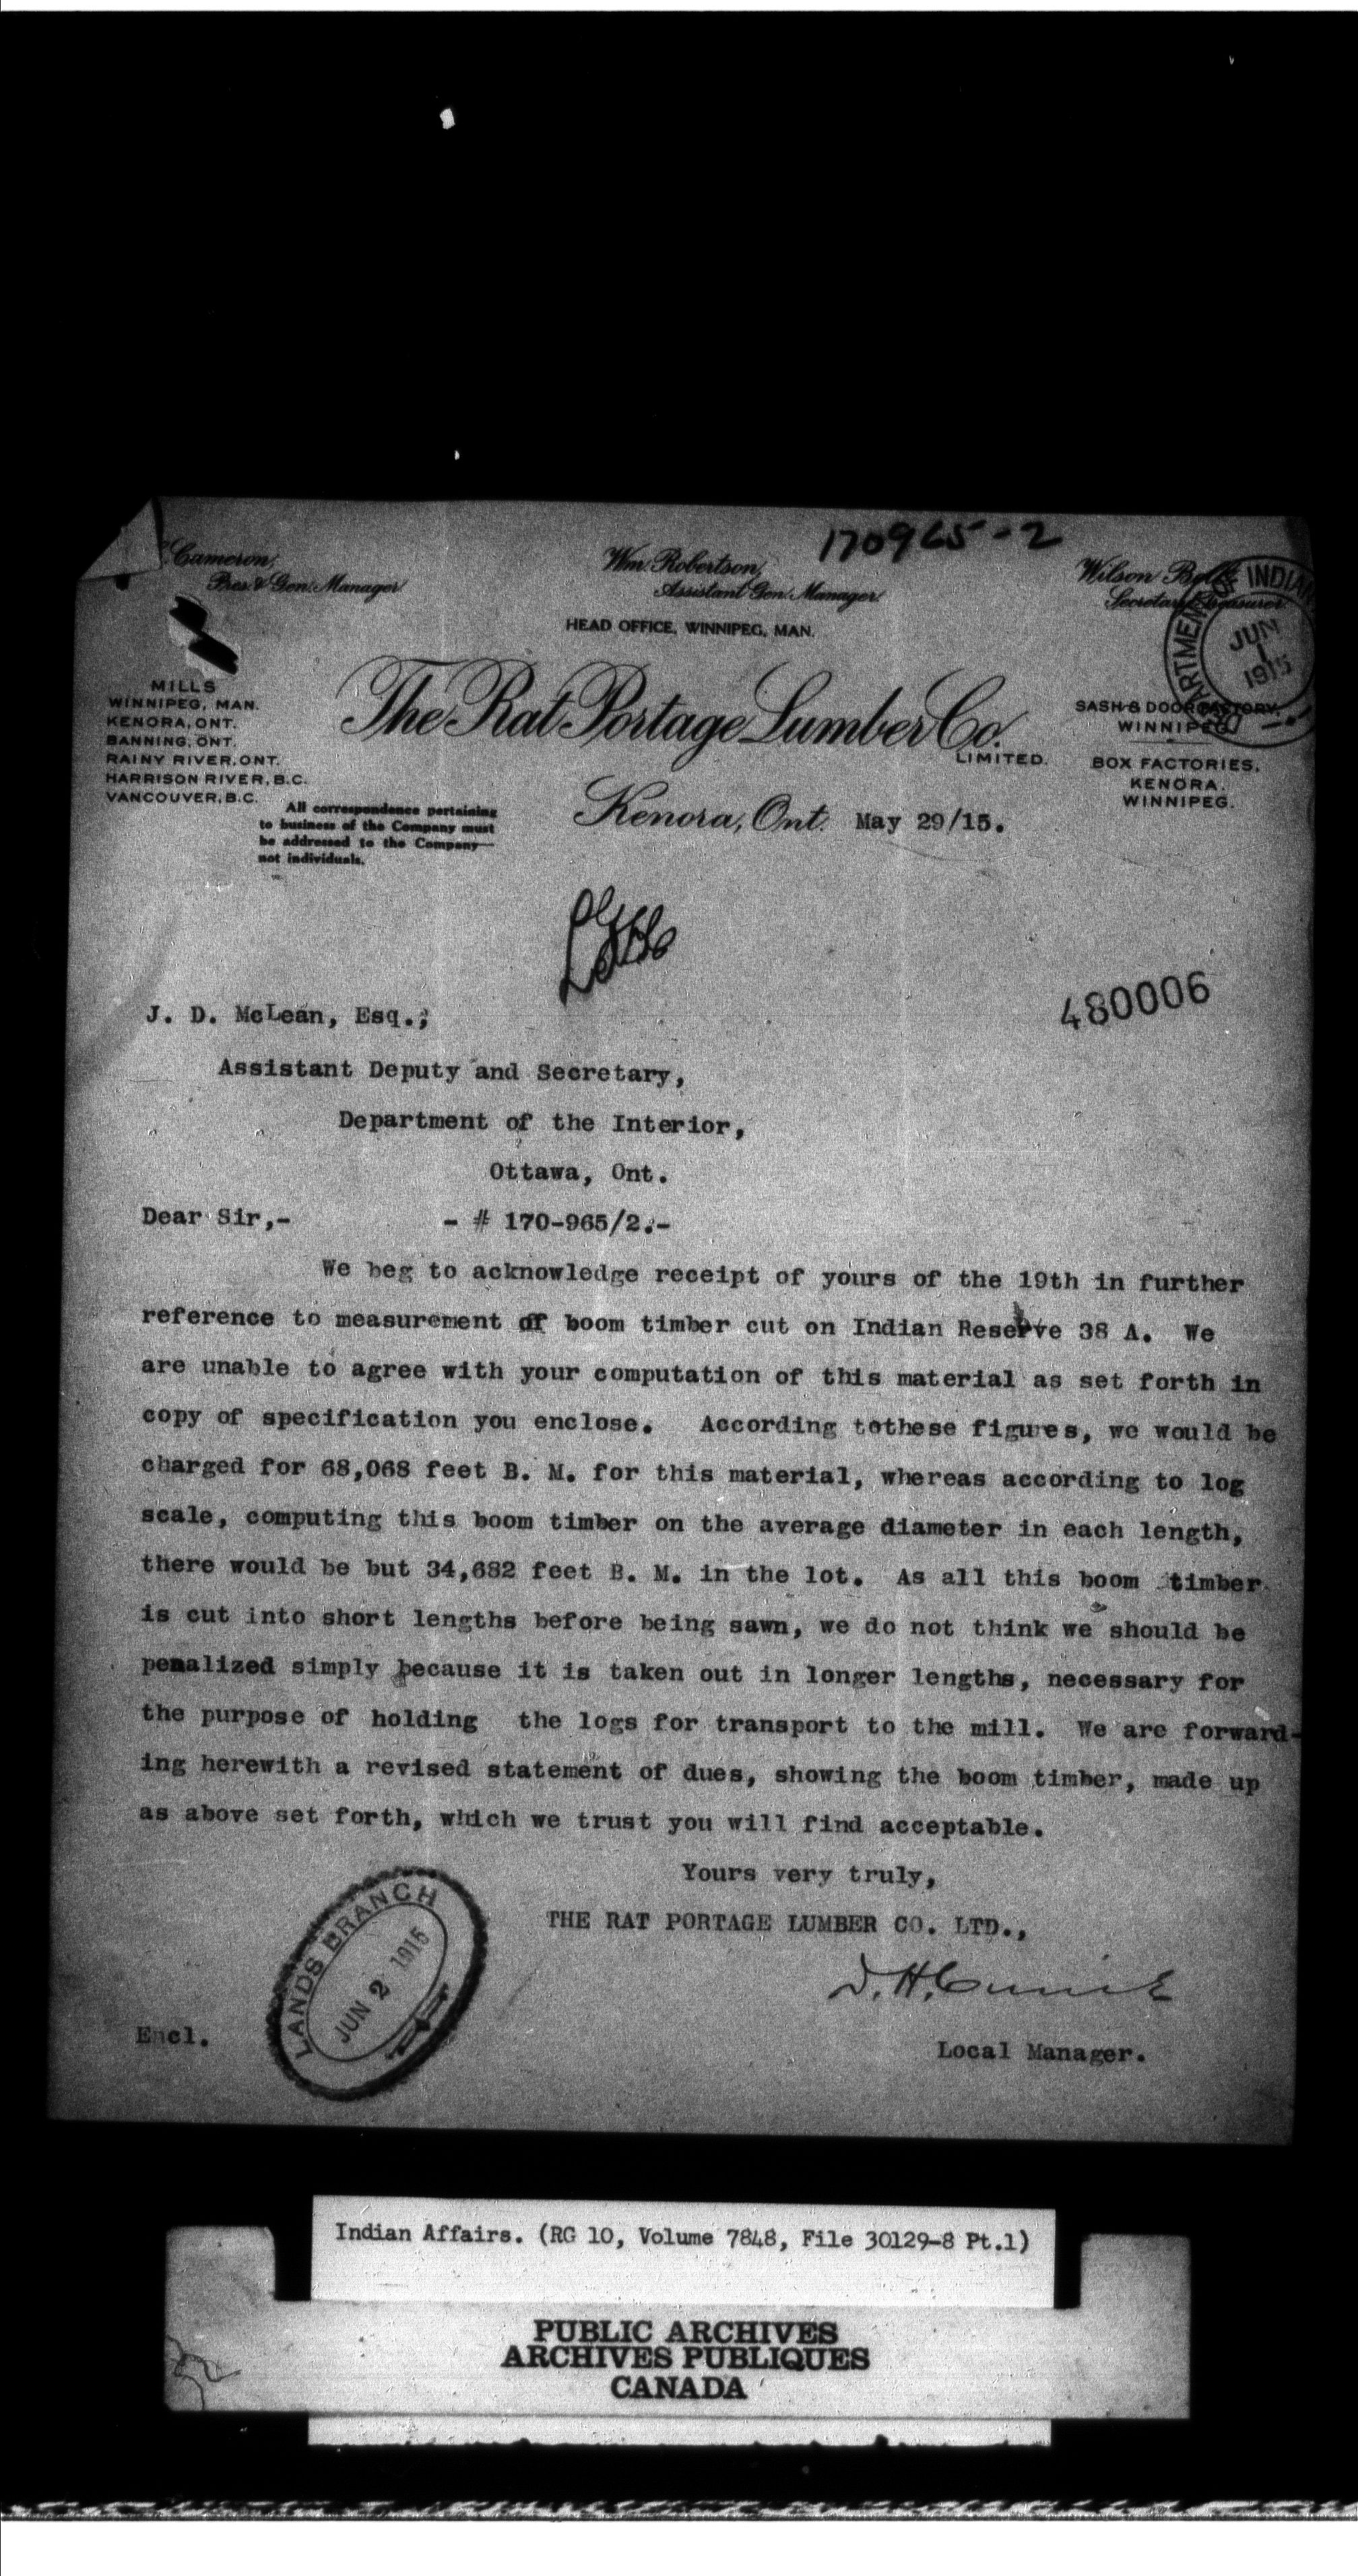 170965-2
Cameron,
Pres. & Gen. Manager
Wm. Robertson,
Assistant Gen. Manager
Wilson Bell
Secretary Treasurer
HEAD OFFICE, WINNIPEG, MAN.
DEPARTMENT OF INDIAN
JUN
1
1915
MILLS
WINNIPEG, MAN.
KENORA, ONT.
BANNING, ONT.
RAINY RIVER, ONT.
HARRISON RIVER, B.C.
VANCOUVER, B.C.
The Rat Portage Lumber Co.
LIMITED.
SASH & DOOR FACTORY,
WINNIPEG
BOX FACTORIES,
KENORA.
WINNIPEG.
All correspondence pertaining
to business of the Company must
be addressed to the Company—
not individuals.
Kenora, Ont. May 29/15.
480006
J. D. McLean, Esq.,
Assistant Deputy and Secretary,
Department of the Interior,
Ottawa, Ont.
Dear Sir,- - # 170-965/2.-
We beg to acknowledge receipt of yours of the 19th in further
reference to measurement of boom timber cut on Indian Reserve 38 A. We
are unable to agree with your computation of this material as set forth in
copy of specification you enclose. According tothese figures, we would be
charged for 68,068 feet B. M. for this material, whereas according to log
scale, computing this boom timber on the average diameter in each length,
there would be but 34,682 feet B. M. in the lot. As all this boom timber
is cut into short lengths before being sawn, we do not think we should be
penalized simply because it is taken out in longer lengths, necessary for
the purpose of holding the logs for transport to the mill. We are forward-
ing herewith a revised statement of dues, showing the boom timber, made up
as above set forth, which we trust you will find acceptable.
Yours very truly,
THE RAT PORTAGE LUMBER CO. LTD.,
D. H. Currie
Local Manager.
LANDS BRANCH
JUN 2 1915
Encl.
Indian Affairs. (RG 10, Volume 7848, File 30129-8 Pt.1)
PUBLIC ARCHIVES
ARCHIVES PUBLIQUES
CANADA